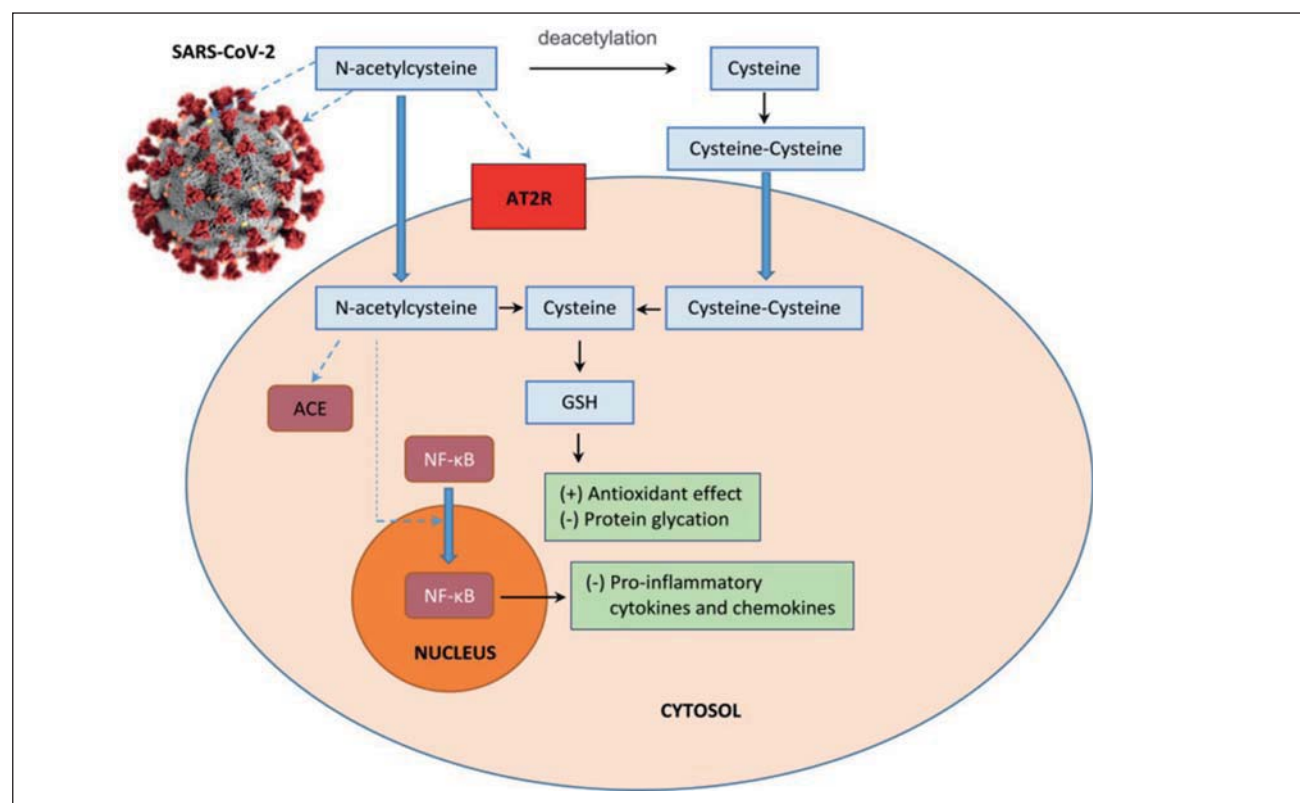 deacetylation
SARS-CoV-2
N-acetylcysteine
Cysteine
Cysteine-Cysteine
AT2R
N-acetylcysteine
Cysteine
Cysteine-Cysteine
ACE
GSH
NF-κB
(+) Antioxidant effect
(-) Protein glycation
NF-κB
(-) Pro-inflammatory
cytokines and chemokines
NUCLEUS
CYTOSOL